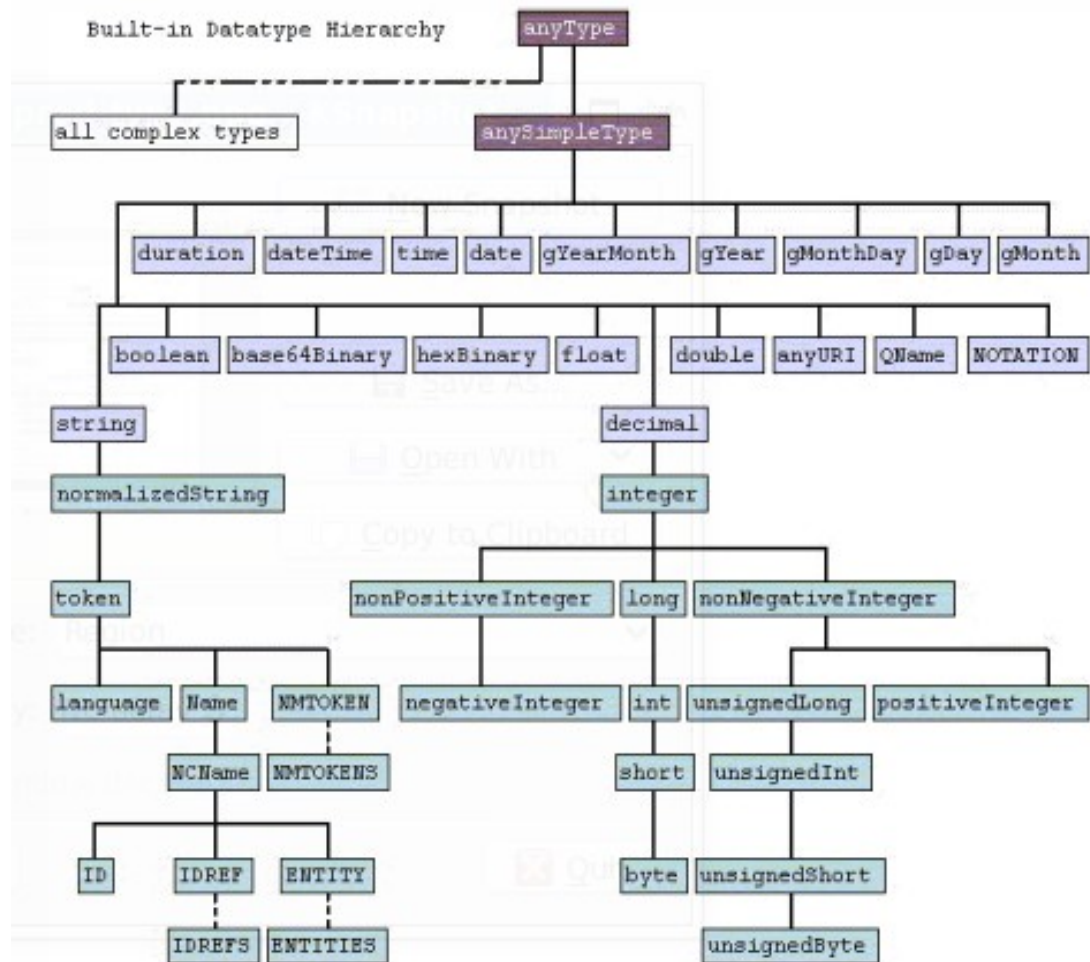 Built-in Datatype Hierarchy
anyType
all complex types
anySimpleType
New Snapshot
duration dateTime time date gYearMonth gYear gMonthDay gDay gMonth
boolean base64Binary hexBinary float double anyURI QName NOTATION
Save As...
string decimal
Open With
normalizedString integer
Copy to Clipboard
token nonPositiveInteger long nonNegativeInteger
Region
language Name NMTOKEN negativeInteger int unsignedLong positiveInteger
NCName NMTOKENS short unsignedInt
ID IDREF ENTITY byte unsignedShort
IDREFS ENTITIES unsignedByte